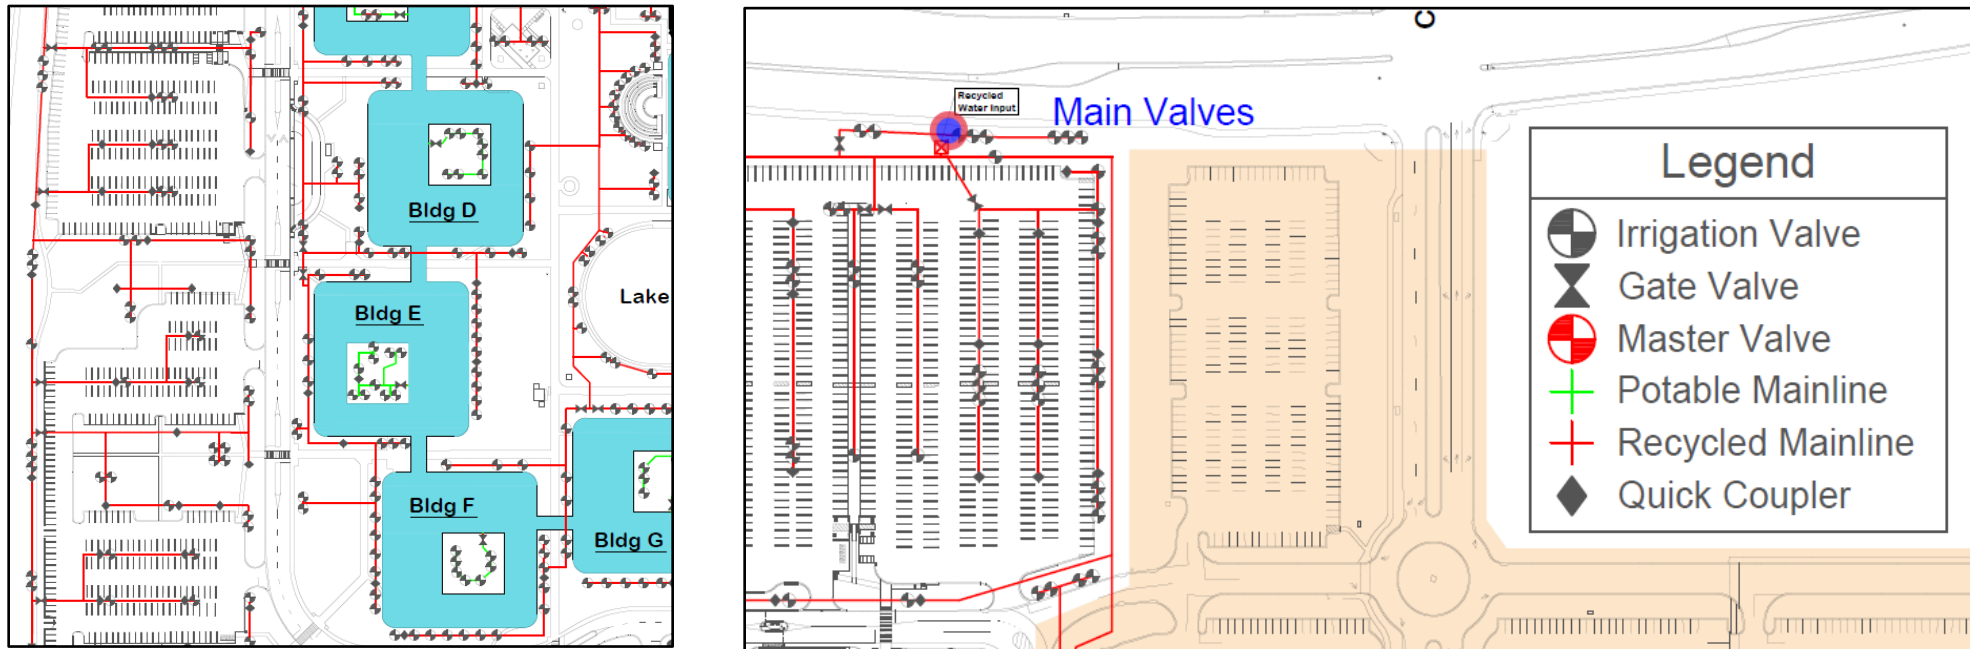 Bldg D
Bldg E
Lake
Bldg F
Bldg G
C
Recycled
Water Input
Main Valves
Legend
Irrigation Valve
Gate Valve
Master Valve
Potable Mainline
Recycled Mainline
Quick Coupler